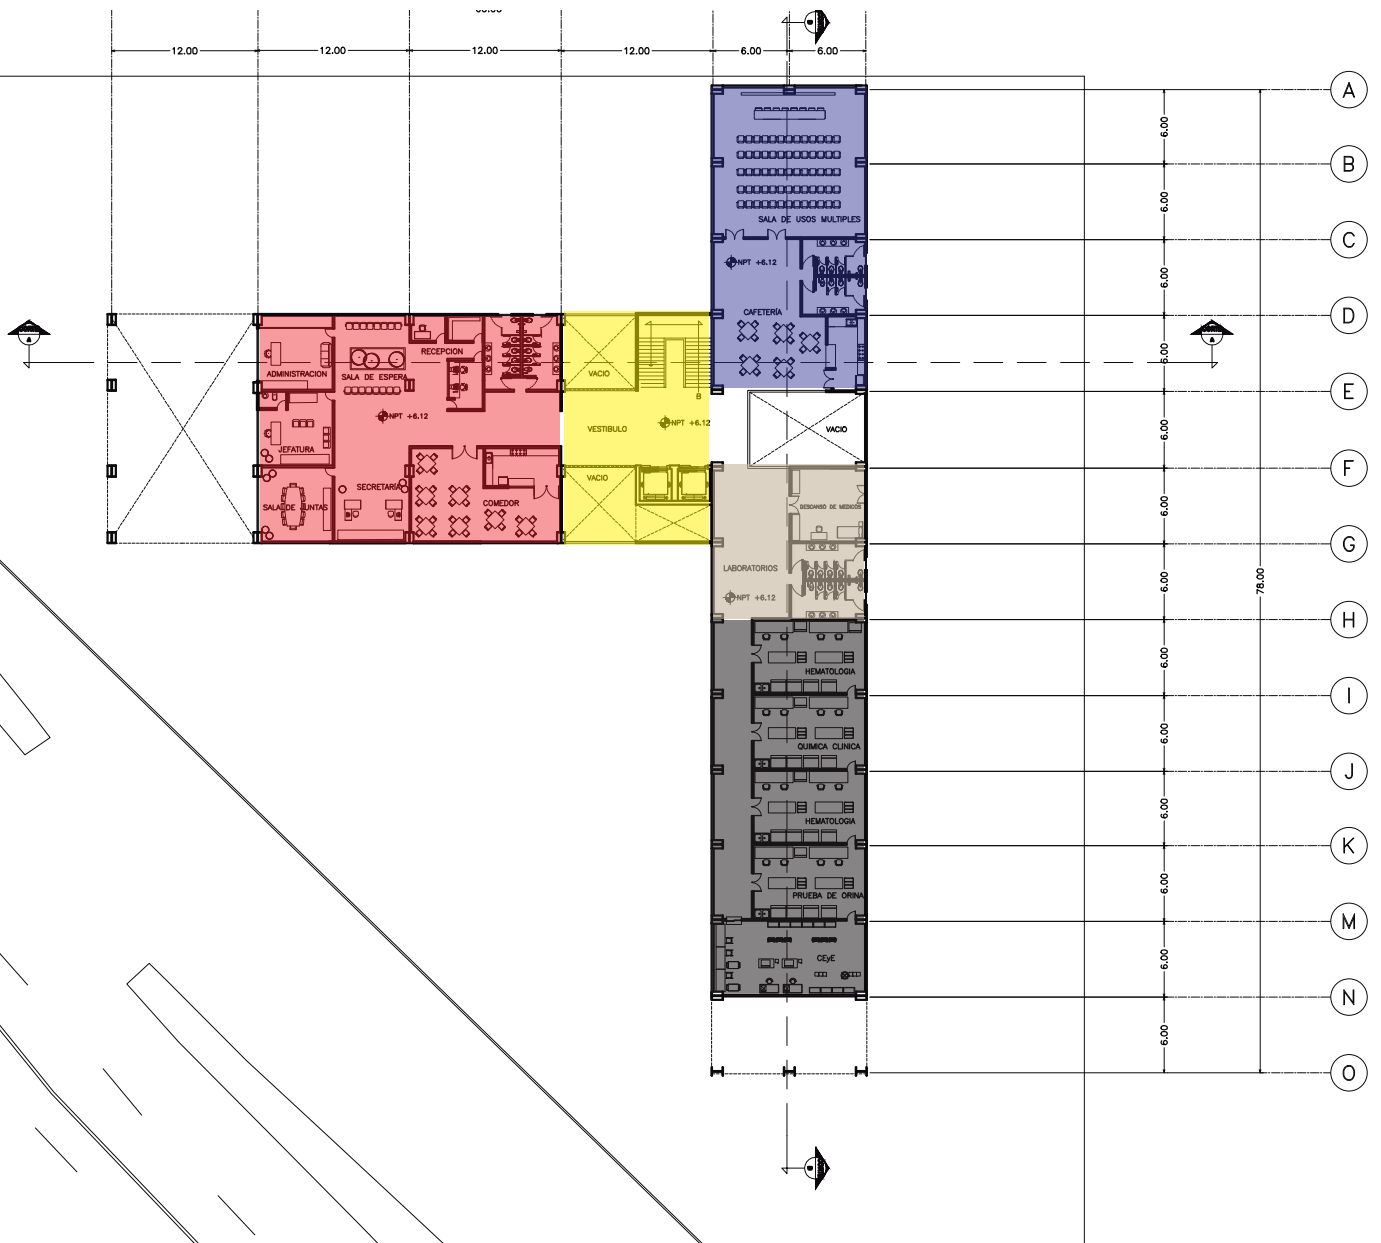 12.00
12.00
12.00
12.00
6.00
6.00
A
B
C
D
E
F
G
H
I
J
K
M
N
O
6.00
6.00
6.00
6.00
6.00
6.00
6.00
6.00
6.00
6.00
6.00
6.00
6.00
78.00
SALA DE USOS MULTIPLES
NPT +6.12
CAFETERÍA
RECEPCION
ADMINISTRACION
SALA DE ESPERA
NPT +6.12
JEFATURA
SECRETARÍA
SALA DE JUNTAS
COMEDOR
VACIO
B
VESTIBULO
NPT +6.12
VACIO
VACIO
DESCANSO DE MEDICOS
LABORATORIOS
NPT +6.12
HEMATOLOGIA
QUIMICA CLINICA
HEMATOLOGIA
PRUEBA DE ORINA
CEyE